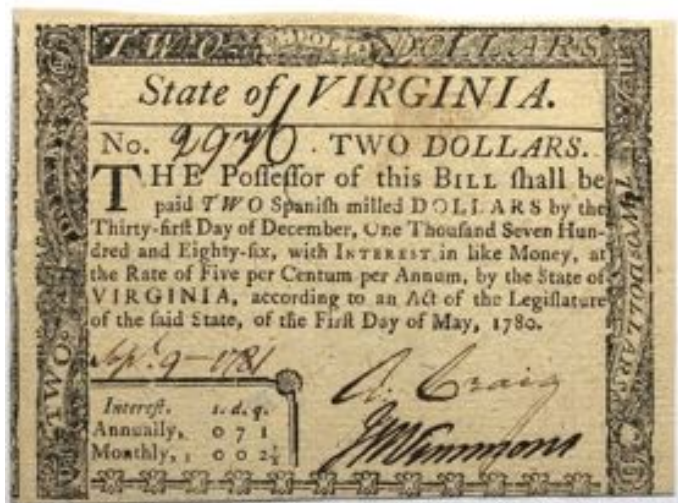 TWO DOLLARS
State of VIRGINIA.
No. 2976. TWO DOLLARS.
THE Poſſeſſor of this BILL ſhall be
paid TWO Spaniſh milled DOLLARS by the
Thirty-firſt Day of December, One Thouſand Seven Hun-
dred and Eighty-ſix, with INTEREST in like Money, at
the Rate of Five per Centum per Annum, by the State of
VIRGINIA, according to an Act of the Legiſlature
of the ſaid State, of the Firſt Day of May, 1780.
Sept. 9 - 1781
A. Craig
Intereſt. s. d. q.
Annually, 0 7 1
Monthly, 0 0 2½
TWO DOLLARS
TWO